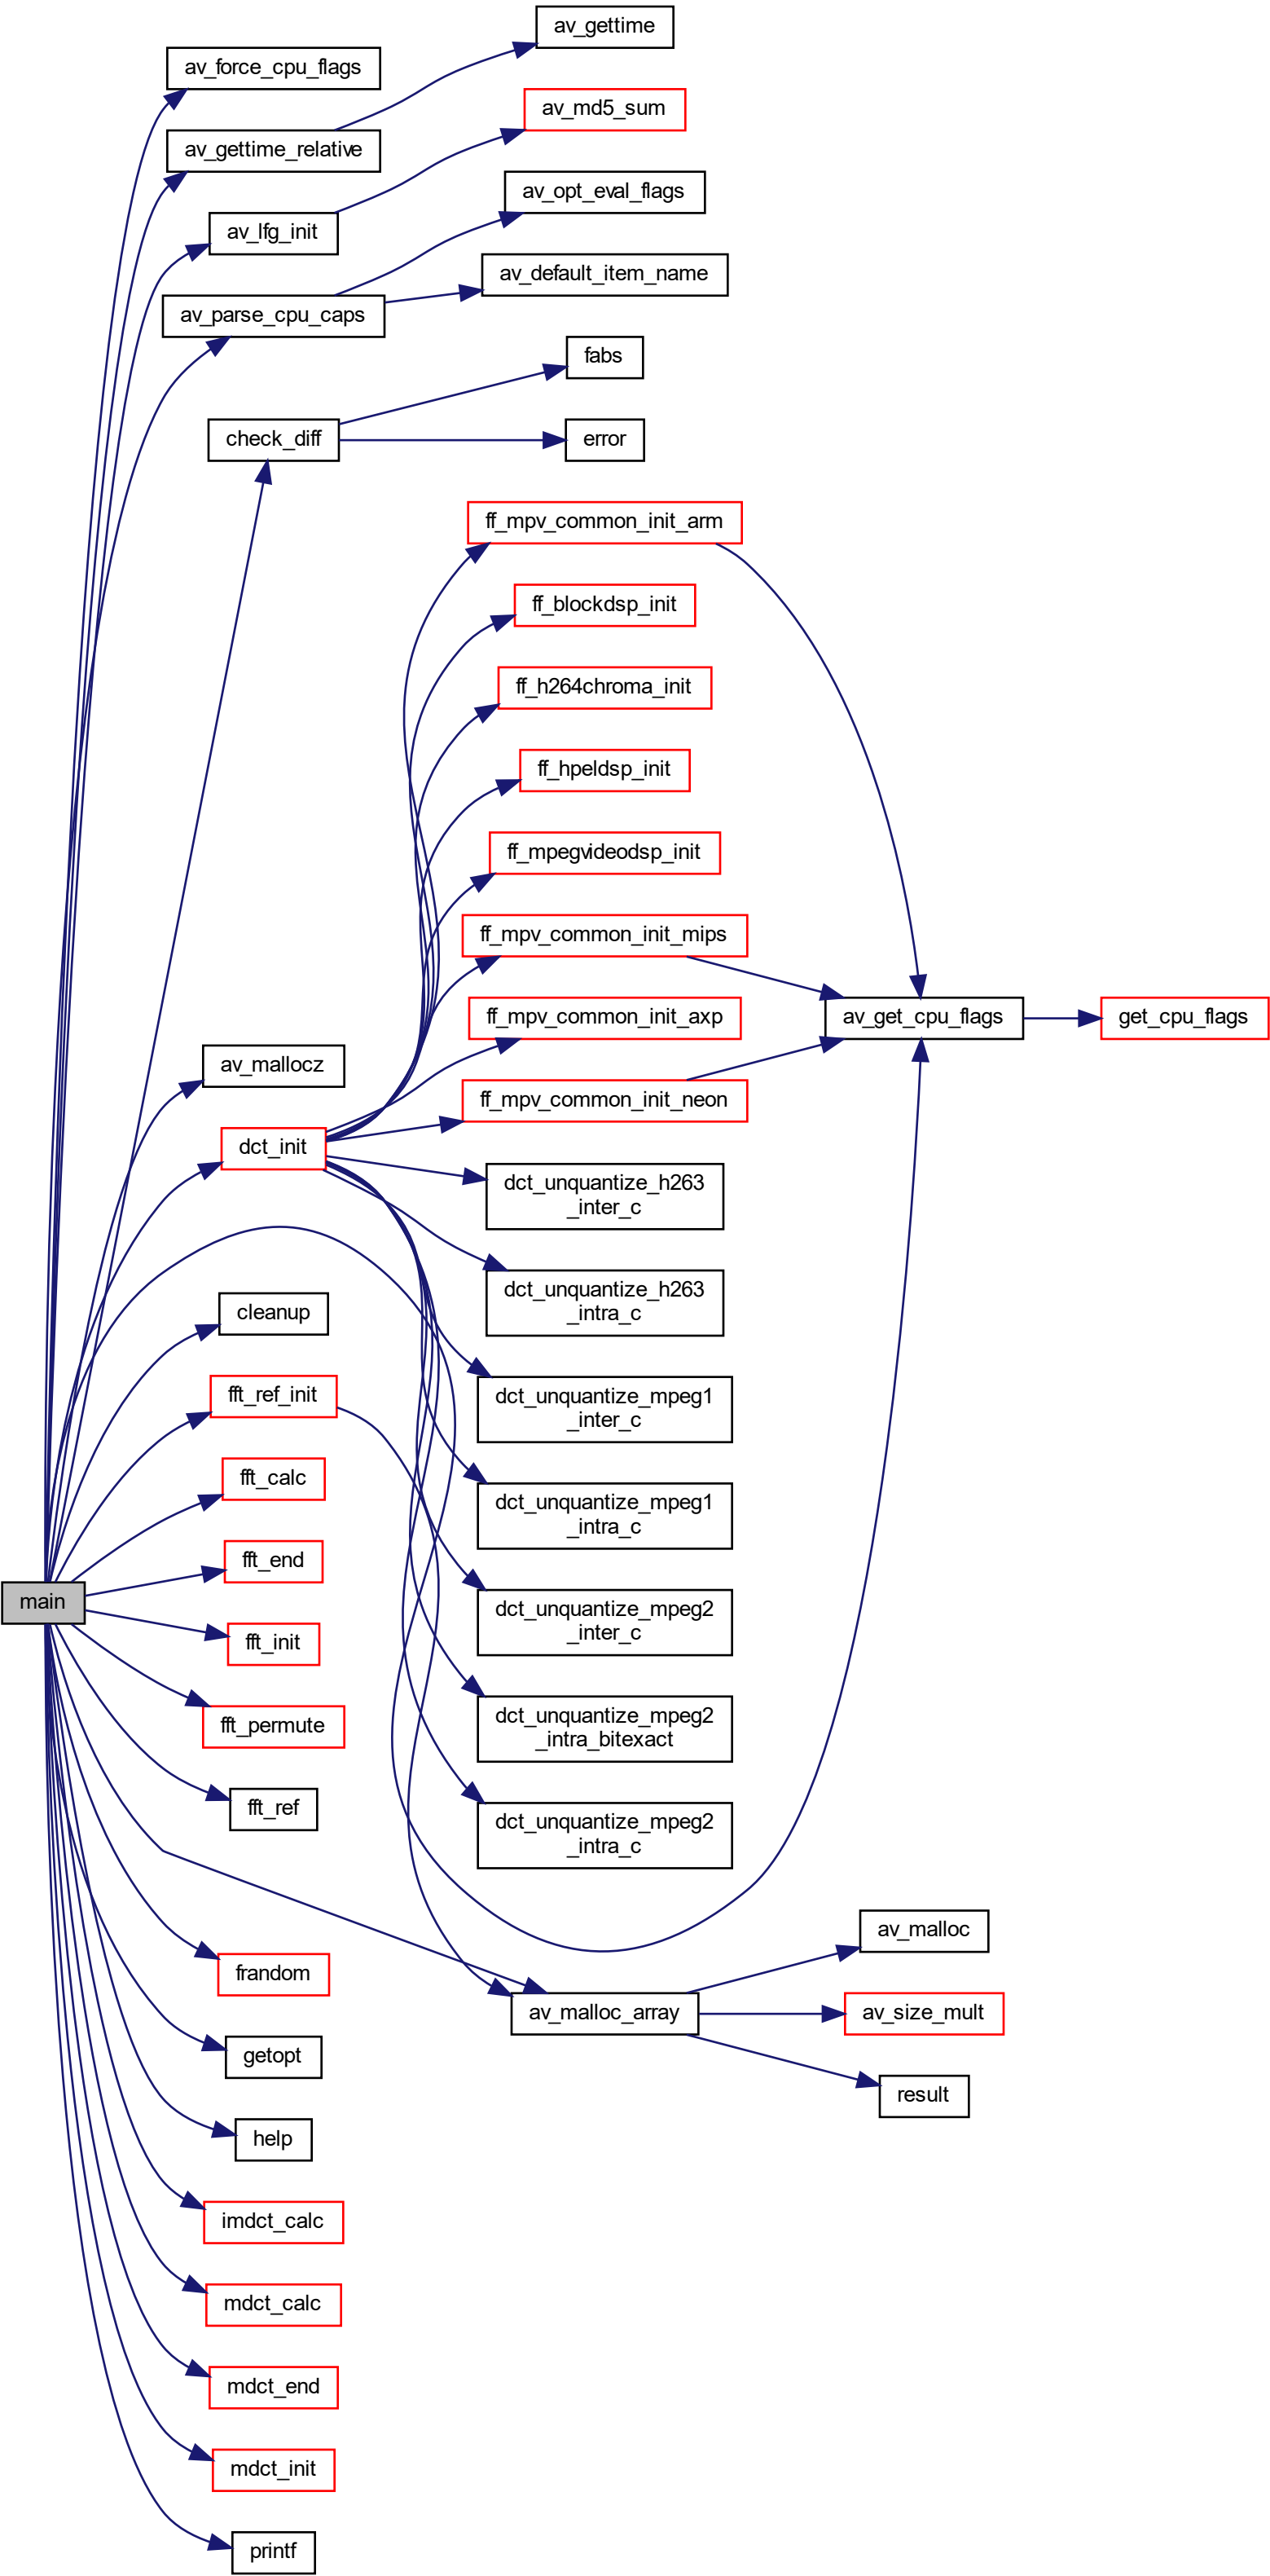 av_gettime
av_force_cpu_flags
av_md5_sum
av_gettime_relative
av_opt_eval_flags
av_lfg_init
av_default_item_name
av_parse_cpu_caps
fabs
check_diff
error
ff_mpv_common_init_arm
ff_blockdsp_init
ff_h264chroma_init
ff_hpeldsp_init
ff_mpegvideodsp_init
ff_mpv_common_init_mips
ff_mpv_common_init_axp
av_get_cpu_flags
get_cpu_flags
av_mallocz
ff_mpv_common_init_neon
dct_init
dct_unquantize_h263
_inter_c
dct_unquantize_h263
_intra_c
cleanup
fft_ref_init
dct_unquantize_mpeg1
_inter_c
fft_calc
dct_unquantize_mpeg1
_intra_c
fft_end
main
dct_unquantize_mpeg2
_inter_c
fft_init
fft_permute
dct_unquantize_mpeg2
_intra_bitexact
fft_ref
dct_unquantize_mpeg2
_intra_c
av_malloc
frandom
av_malloc_array
av_size_mult
getopt
result
help
imdct_calc
mdct_calc
mdct_end
mdct_init
printf